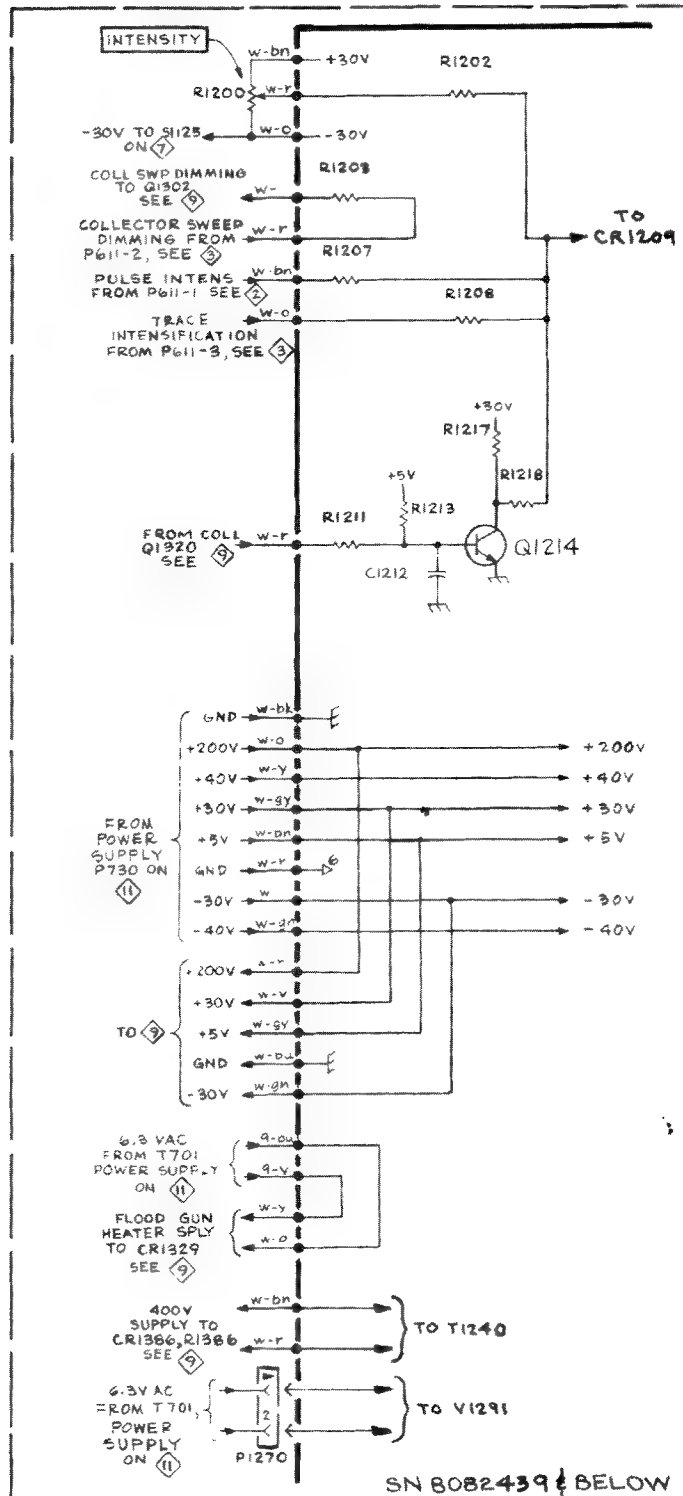 INTENSITY
w-bn +30V
R1202
R1200 w-r
-30V TO S1125 w-o -30V
ON 7
COLL SWP DIMMING R1203
TO Q1302 w-
SEE 9
COLLECTOR SWEEP w-r
DIMMING FROM
P611-2, SEE 3
R1207
TO
CR1209
PULSE INTENS w-bn
FROM P611-1 SEE 2
R1208
TRACE w-o
INTENSIFICATION
FROM P611-3, SEE 3
+30V
R1217
R1218
+5V
R1213
R1211
FROM COLL w-r
Q1320
SEE 9
Q1214
C1212
GND w-bk
+200V w-o +200V
+40V w-y +40V
+30V w-gy +30V
+5V w-bn +5V
GND w-r 6
-30V w -30V
-40V w-gn -40V
FROM
POWER
SUPPLY
P730 ON
11
+200V w-r
+30V w-v
+5V w-gy
GND w-bu
-30V w-gn
TO 9
6.3 VAC 9-bu
FROM T701
POWER SUPPLY 9-v
ON 11
FLOOD GUN w-y
HEATER SPLY
TO CR1329 w-o
SEE 9
400V w-bn
SUPPLY TO
CR1386, R1386 w-r
SEE 9
TO T1240
6.3V AC
FROM T701,
POWER
SUPPLY
ON 11
2
P1270
TO V1291
SN B082439 & BELOW